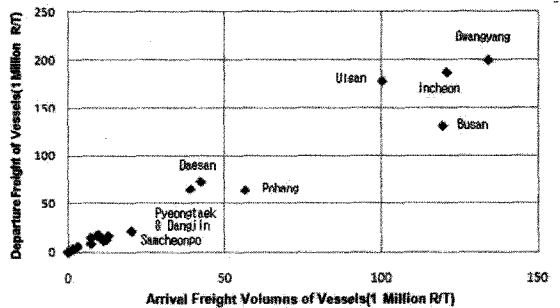 250
Gwangyang
200
Ulsan
Incheon
150
Busan
100
Daesan
Pohang
50
Pyeongtaek
& Dangjin
Samcheonpo
0
0 50 100 150
Departure Freight of Vessels(1 Million R/T)
Arrival Freight Volumns of Vessels(1 Million R/T)